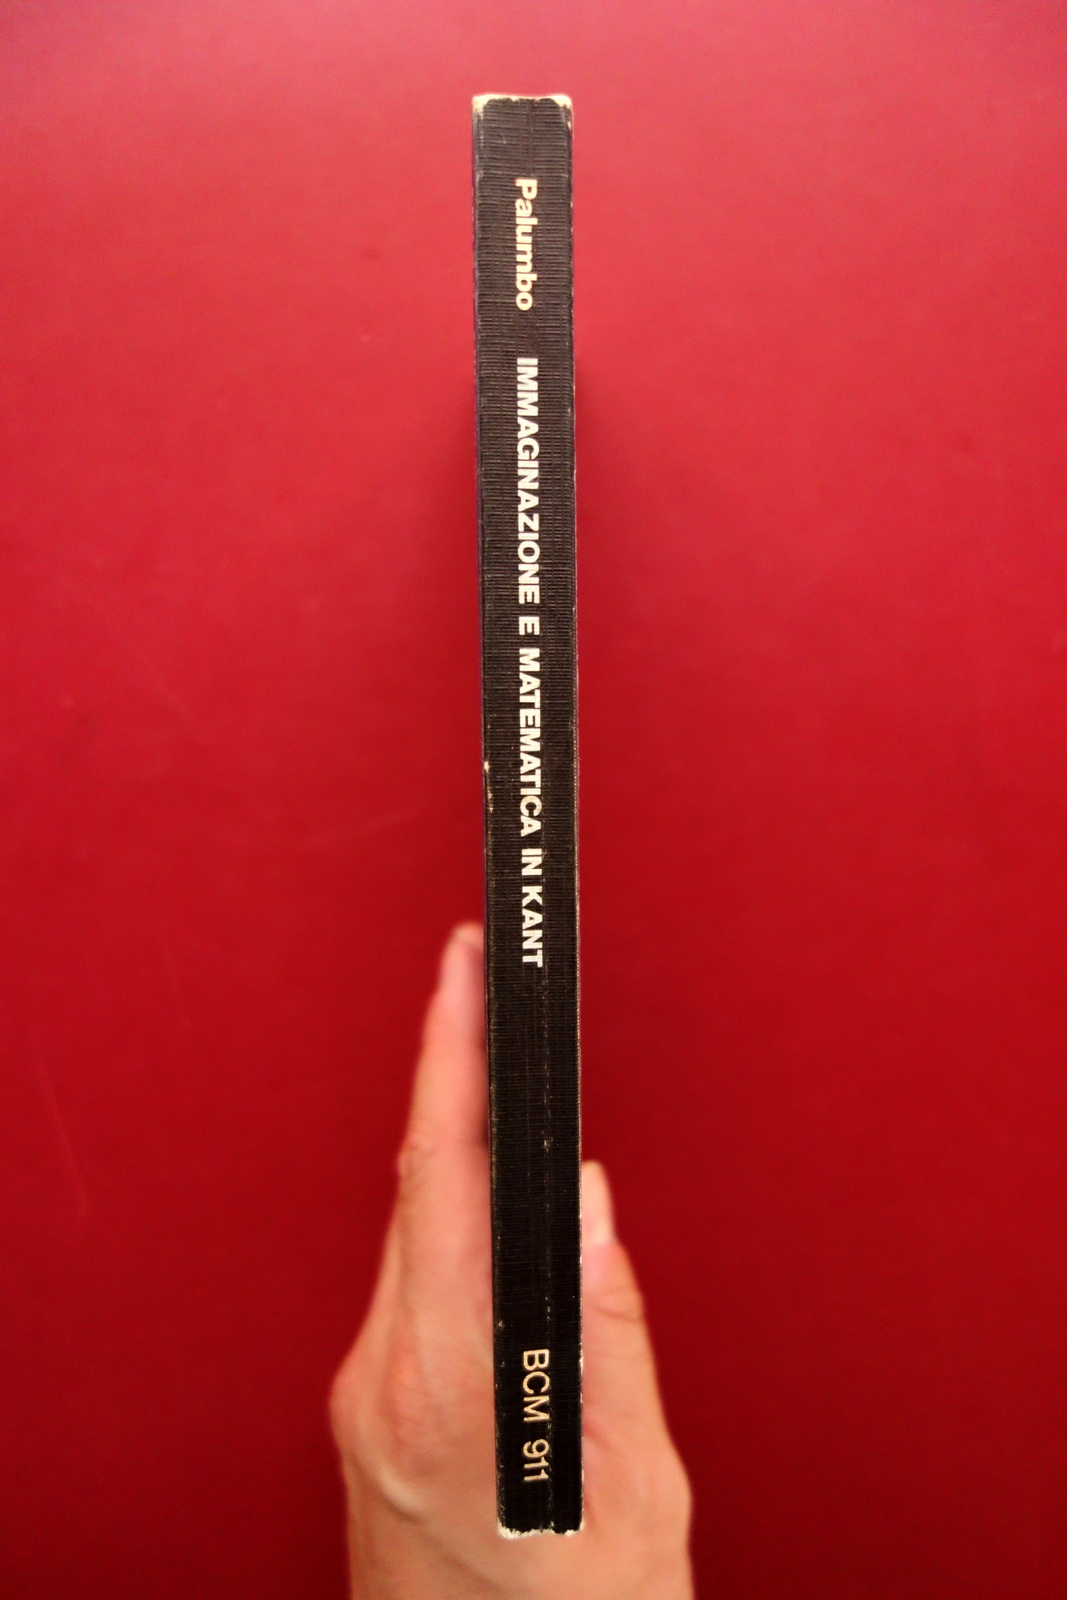 Palumbo IMMAGINAZIONE E MATEMATICA IN KANT BCM 911